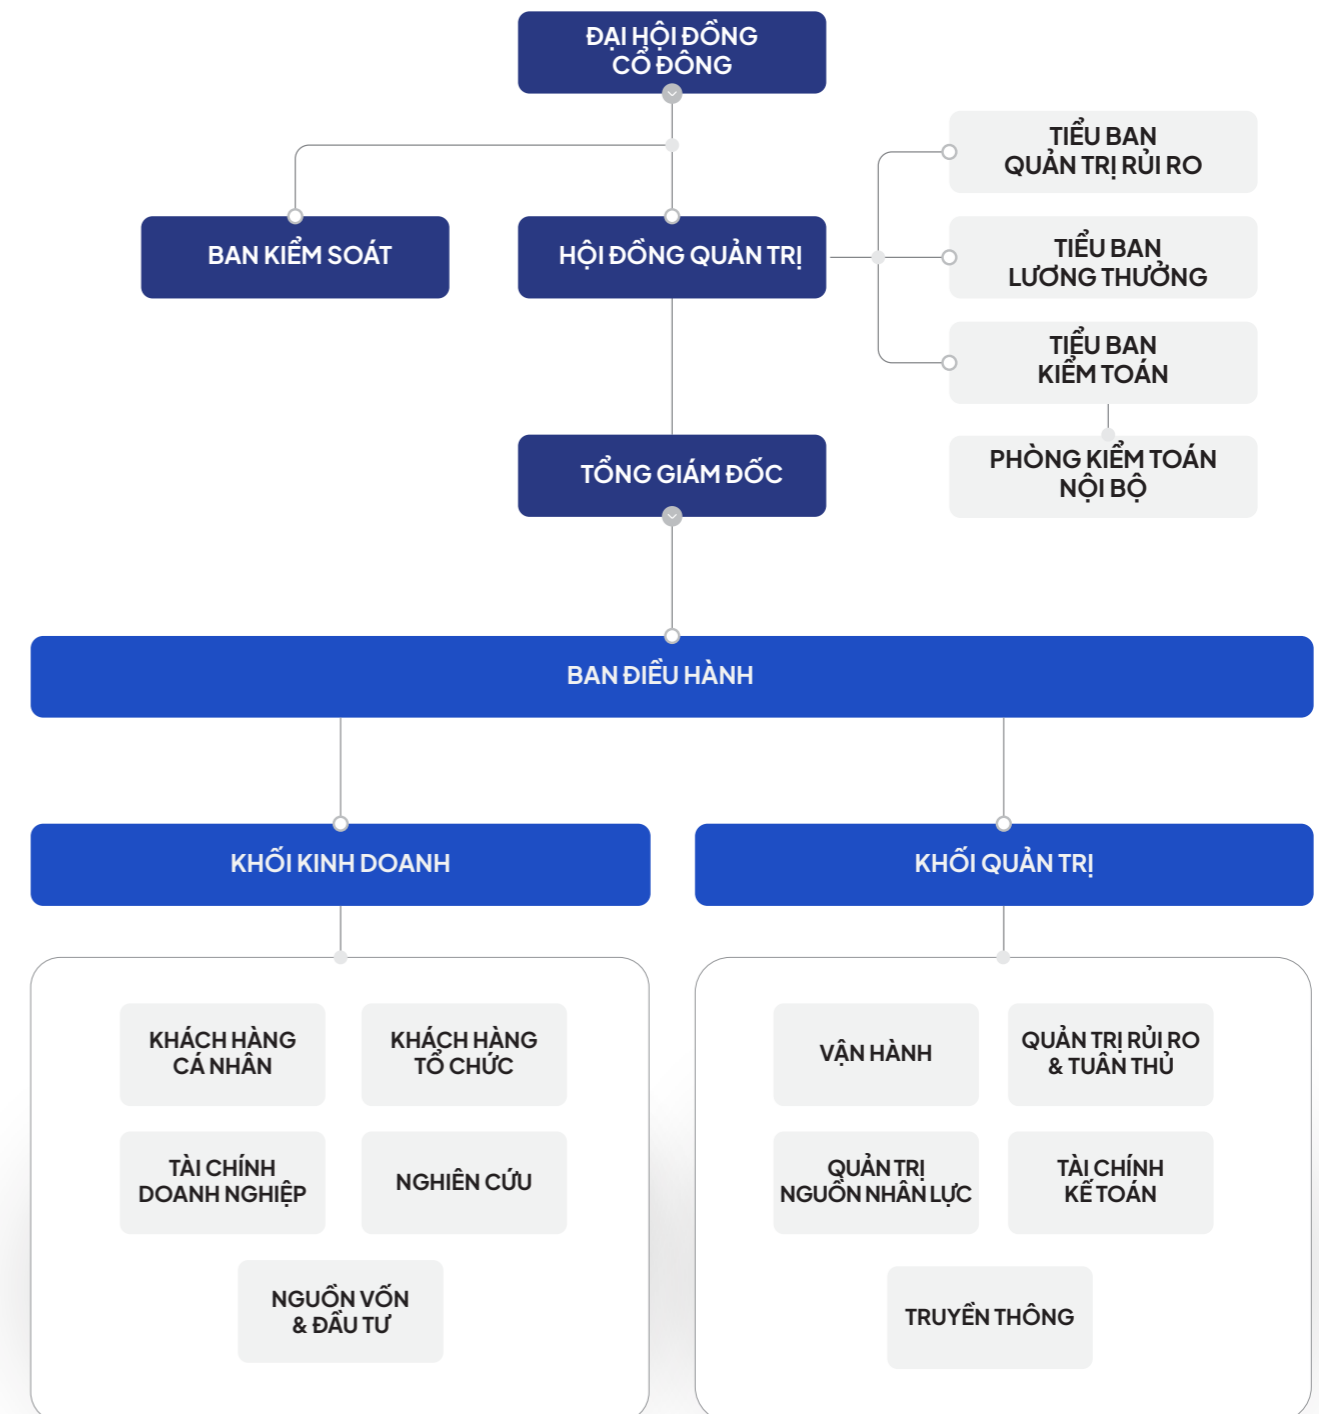 ĐẠI HỘI ĐỒNG
CỔ ĐÔNG
TIỂU BAN
QUẢN TRỊ RỦI RO
BAN KIỂM SOÁT
HỘI ĐỒNG QUẢN TRỊ
TIỂU BAN
LƯƠNG THƯỞNG
TIỂU BAN
KIỂM TOÁN
TỔNG GIÁM ĐỐC
PHÒNG KIỂM TOÁN
NỘI BỘ
BAN ĐIỀU HÀNH
KHỐI KINH DOANH
KHỐI QUẢN TRỊ
KHÁCH HÀNG
CÁ NHÂN
KHÁCH HÀNG
TỔ CHỨC
VẬN HÀNH
QUẢN TRỊ RỦI RO
& TUÂN THỦ
TÀI CHÍNH
DOANH NGHIỆP
NGHIÊN CỨU
QUẢN TRỊ
NGUỒN NHÂN LỰC
TÀI CHÍNH
KẾ TOÁN
NGUỒN VỐN
& ĐẦU TƯ
TRUYỀN THÔNG